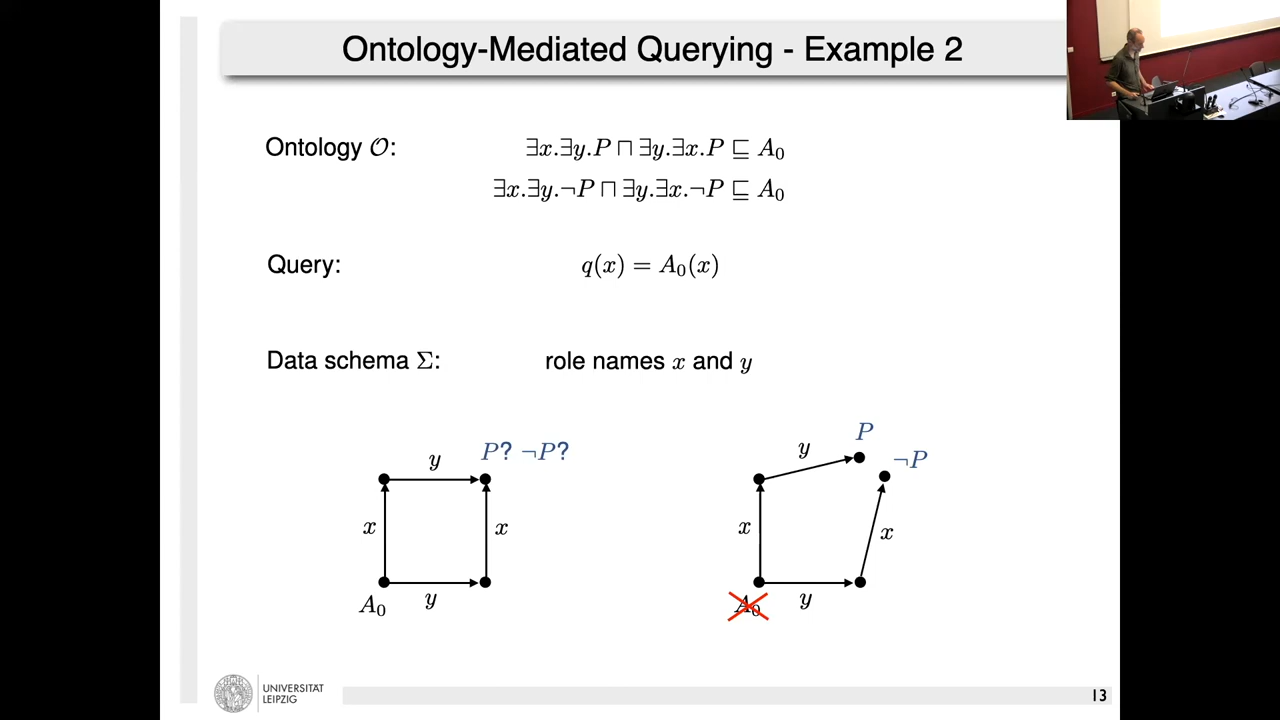 Ontology-Mediated Querying - Example 2
Ontology 𝒪: ∃x.∃y.P ⊓ ∃y.∃x.P ⊑ A₀
∃x.∃y.¬P ⊓ ∃y.∃x.¬P ⊑ A₀
Query: q(x) = A₀(x)
Data schema Σ: role names x and y
P? ¬P?
y
x
x
A₀
y
P
¬P
y
x
x
A₀
y
UNIVERSITÄT
LEIPZIG
13